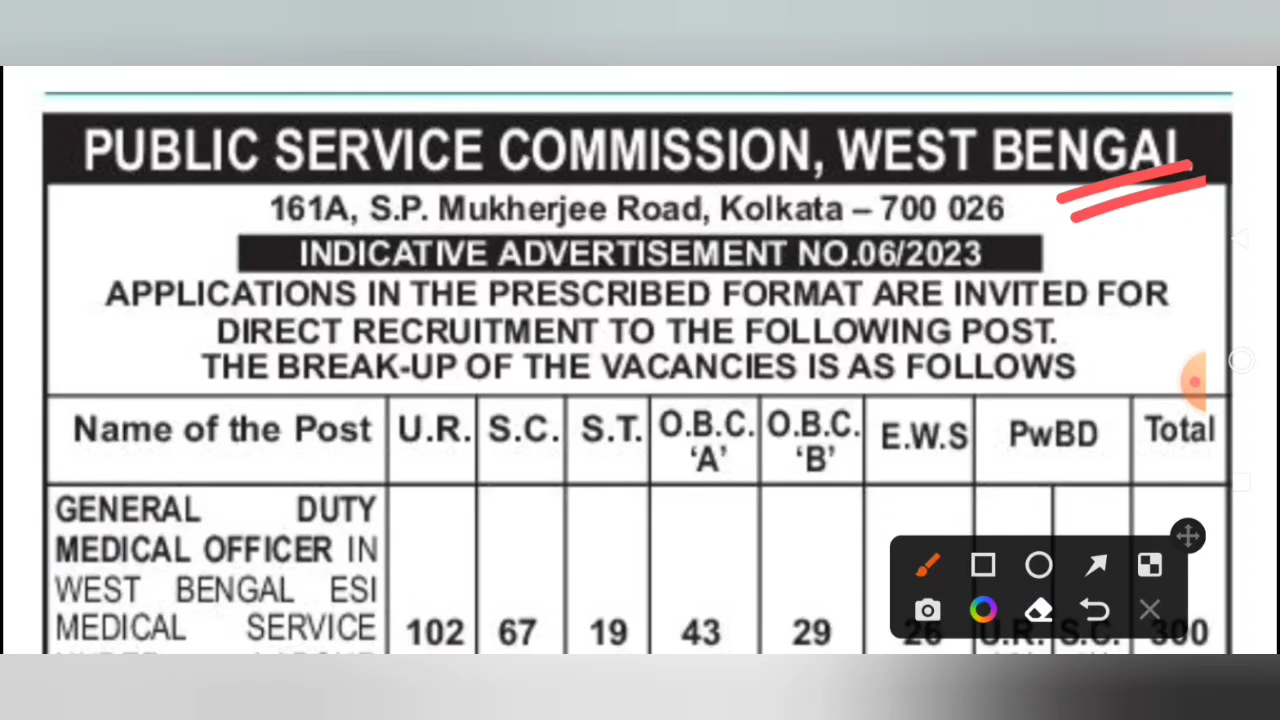 PUBLIC SERVICE COMMISSION, WEST BENGAL
161A, S.P. Mukherjee Road, Kolkata – 700 026
INDICATIVE ADVERTISEMENT NO.06/2023
APPLICATIONS IN THE PRESCRIBED FORMAT ARE INVITED FOR
DIRECT RECRUITMENT TO THE FOLLOWING POST.
THE BREAK-UP OF THE VACANCIES IS AS FOLLOWS
Name of the Post U.R. S.C. S.T. O.B.C. 'A' O.B.C. 'B' E.W.S PwBD Total
GENERAL DUTY
MEDICAL OFFICER IN
WEST BENGAL ESI
MEDICAL SERVICE 102 67 19 43 29 26 U.R. S.C. 300